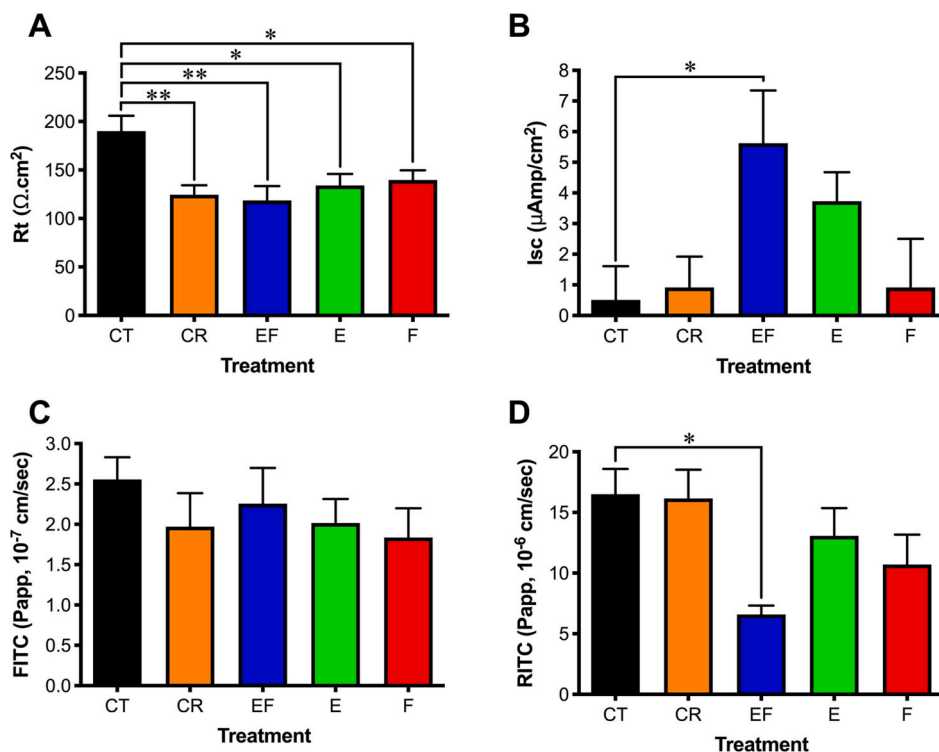 A
Rt (Ω.cm²)
250
200
150
100
50
0
*
*
**
**
CT CR EF E F
Treatment
B
Isc (μAmp/cm²)
8
7
6
5
4
3
2
1
0
*
CT CR EF E F
Treatment
C
FITC (Papp, 10⁻⁷ cm/sec)
3.0
2.5
2.0
1.5
1.0
0.5
0.0
CT CR EF E F
Treatment
D
RITC (Papp, 10⁻⁶ cm/sec)
20
15
10
5
0
*
CT CR EF E F
Treatment